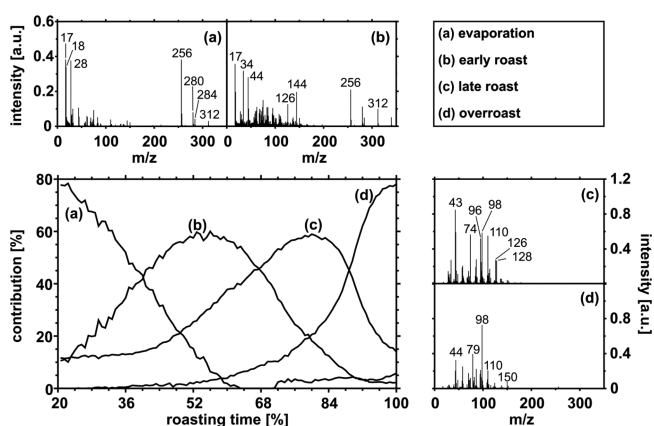 intensity [a.u.]
0.6
0.4
0.2
0
17
18
28
256
280
284
312
(a)
0 100 200 300
m/z
17
34
44
126
144
256
312
(b)
0 100 200 300
m/z
(a) evaporation
(b) early roast
(c) late roast
(d) overroast
contribution [%]
80
60
40
20
0
(a)
(b)
(c)
(d)
20 36 52 68 84 100
roasting time [%]
(c)
43
74
96
98
110
126
128
1.2
0.8
0.4
intensity [a.u.]
(d)
44
79
98
110
150
0.8
0.4
0
0 100 200 300
m/z